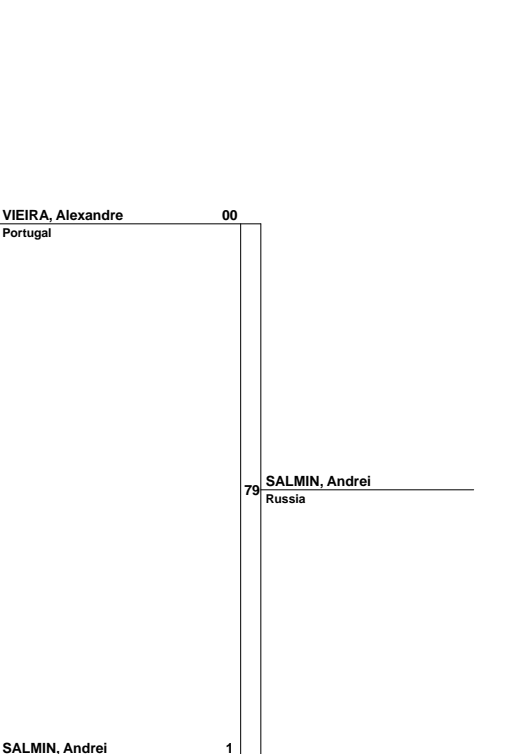 VIEIRA, Alexandre 00
Portugal
SALMIN, Andrei
79
Russia
SALMIN, Andrei 1